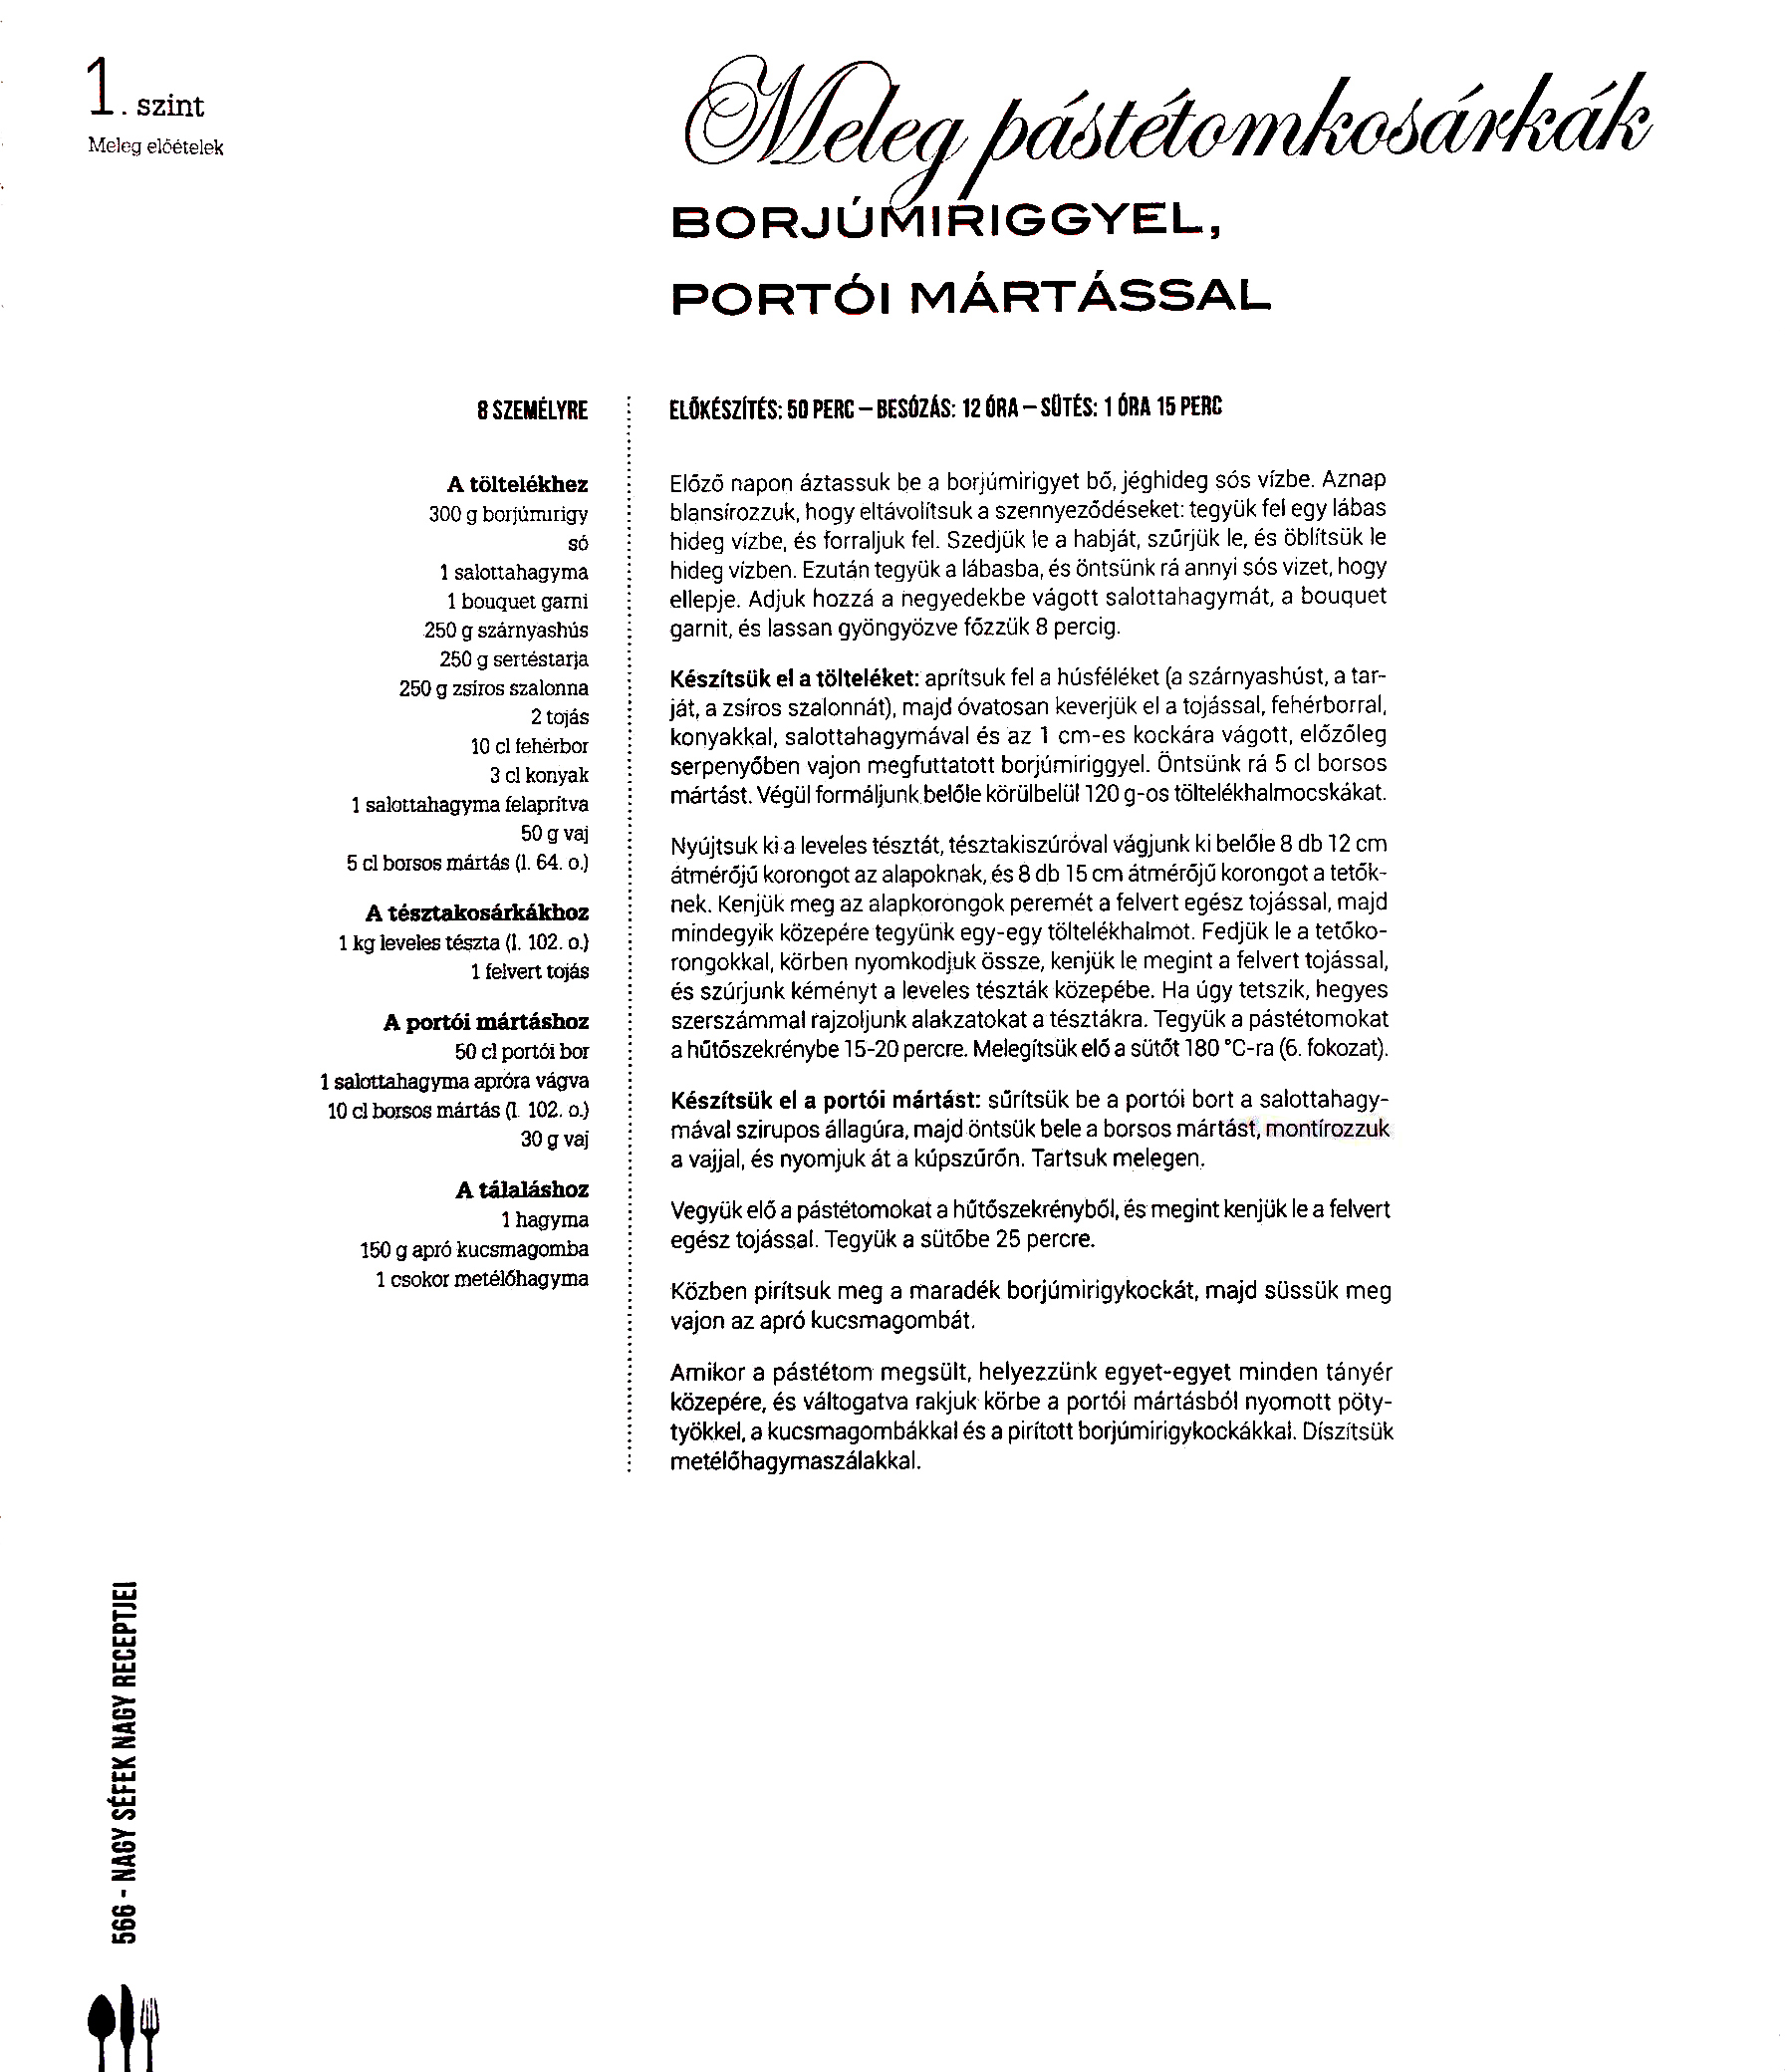 1. szint
Meleg előételek
Meleg pástétomkosárkák
BORJÚMIRIGGYEL,
PORTÓI MÁRTÁSSAL
8 SZEMÉLYRE
A töltelékhez
300 g borjúmirigy
só
1 salottahagyma
1 bouquet garni
250 g szárnyashús
250 g sertéstarja
250 g zsíros szalonna
2 tojás
10 cl fehérbor
3 cl konyak
1 salottahagyma felaprítva
50 g vaj
5 cl borsos mártás (l. 64. o.)
A tésztakosárkákhoz
1 kg leveles tészta (l. 102. o.)
1 felvert tojás
A portói mártáshoz
50 cl portói bor
1 salottahagyma apróra vágva
10 cl borsos mártás (l. 102. o.)
30 g vaj
A tálaláshoz
1 hagyma
150 g apró kucsmagomba
1 csokor metélőhagyma
ELŐKÉSZÍTÉS: 50 PERC – BESÓZÁS: 12 ÓRA – SÜTÉS: 1 ÓRA 15 PERC
Előző napon áztassuk be a borjúmirigyet bő, jéghideg sós vízbe. Aznap
blansírozzuk, hogy eltávolítsuk a szennyeződéseket: tegyük fel egy lábas
hideg vízbe, és forraljuk fel. Szedjük le a habját, szűrjük le, és öblítsük le
hideg vízben. Ezután tegyük a lábasba, és öntsünk rá annyi sós vizet, hogy
ellepje. Adjuk hozzá a negyedekbe vágott salottahagymát, a bouquet
garnit, és lassan gyöngyözve főzzük 8 percig.
Készítsük el a tölteléket: aprítsuk fel a húsféléket (a szárnyashúst, a tar-
ját, a zsíros szalonnát), majd óvatosan keverjük el a tojással, fehérborral,
konyakkal, salottahagymával és az 1 cm-es kockára vágott, előzőleg
serpenyőben vajon megfuttatott borjúmiriggyel. Öntsünk rá 5 cl borsos
mártást. Végül formáljunk belőle körülbelül 120 g-os töltelékhalmocskákat.
Nyújtsuk ki a leveles tésztát, tésztakiszúróval vágjunk ki belőle 8 db 12 cm
átmérőjű korongot az alapoknak, és 8 db 15 cm átmérőjű korongot a tetők-
nek. Kenjük meg az alapkorongok peremét a felvert egész tojással, majd
mindegyik közepére tegyünk egy-egy töltelékhalmot. Fedjük le a tetőko-
rongokkal, körben nyomkodjuk össze, kenjük le megint a felvert tojással,
és szúrjunk kéményt a leveles tészták közepébe. Ha úgy tetszik, hegyes
szerszámmal rajzoljunk alakzatokat a tésztákra. Tegyük a pástétomokat
a hűtőszekrénybe 15-20 percre. Melegítsük elő a sütőt 180 °C-ra (6. fokozat).
Készítsük el a portói mártást: sűrítsük be a portói bort a salottahagy-
mával szirupos állagúra, majd öntsük bele a borsos mártást, montírozzuk
a vajjal, és nyomjuk át a kúpszűrőn. Tartsuk melegen.
Vegyük elő a pástétomokat a hűtőszekrényből, és megint kenjük le a felvert
egész tojással. Tegyük a sütőbe 25 percre.
Közben pirítsuk meg a maradék borjúmirigykockát, majd süssük meg
vajon az apró kucsmagombát.
Amikor a pástétom megsült, helyezzünk egyet-egyet minden tányér
közepére, és váltogatva rakjuk körbe a portói mártásból nyomott pöty-
työkkel, a kucsmagombákkal és a pirított borjúmirigykockákkal. Díszítsük
metélőhagymaszálakkal.
566 - NAGY SÉFEK NAGY RECEPTJEI